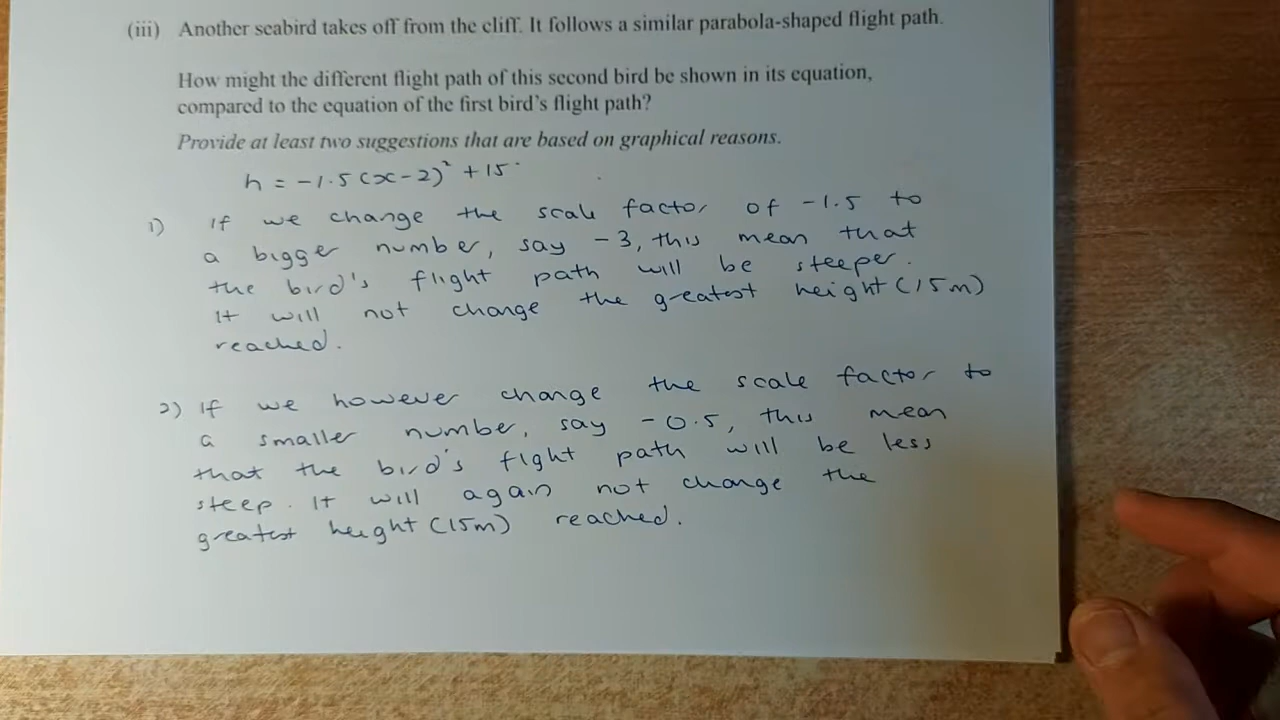 (iii) Another seabird takes off from the cliff. It follows a similar parabola-shaped flight path.
How might the different flight path of this second bird be shown in its equation,
compared to the equation of the first bird's flight path?
Provide at least two suggestions that are based on graphical reasons.
h = -1.5(x-2)² +15
1) If we change the scale factor of -1.5 to
a bigger number, say -3, this mean that
the bird's flight path will be steeper.
It will not change the greatest height (15m)
reached.
2) If we however change the scale factor to
a smaller number, say -0.5, this mean
that the bird's flght path will be less
steep. It will again not change the
greatest height (15m) reached.